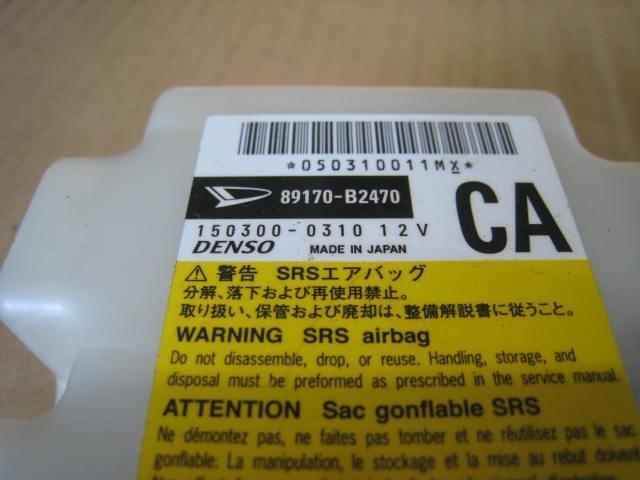 *050310011MX*
89170-B2470
CA
150300-0310 12V
DENSO MADE IN JAPAN
⚠ 警告 SRSエアバッグ
分解、落下および再使用禁止。
取り扱い、保管および廃却は、整備解説書に従うこと。
WARNING SRS airbag
Do not disassemble, drop, or reuse. Handling, storage, and
disposal must be preformed as prescribed in the service manual.
ATTENTION Sac gonflable SRS
Ne démontez pas, ne faites pas tomber et ne réutilisez pas le sac
gonflable. La manipulation, le stockage et la mise au rebut doivent